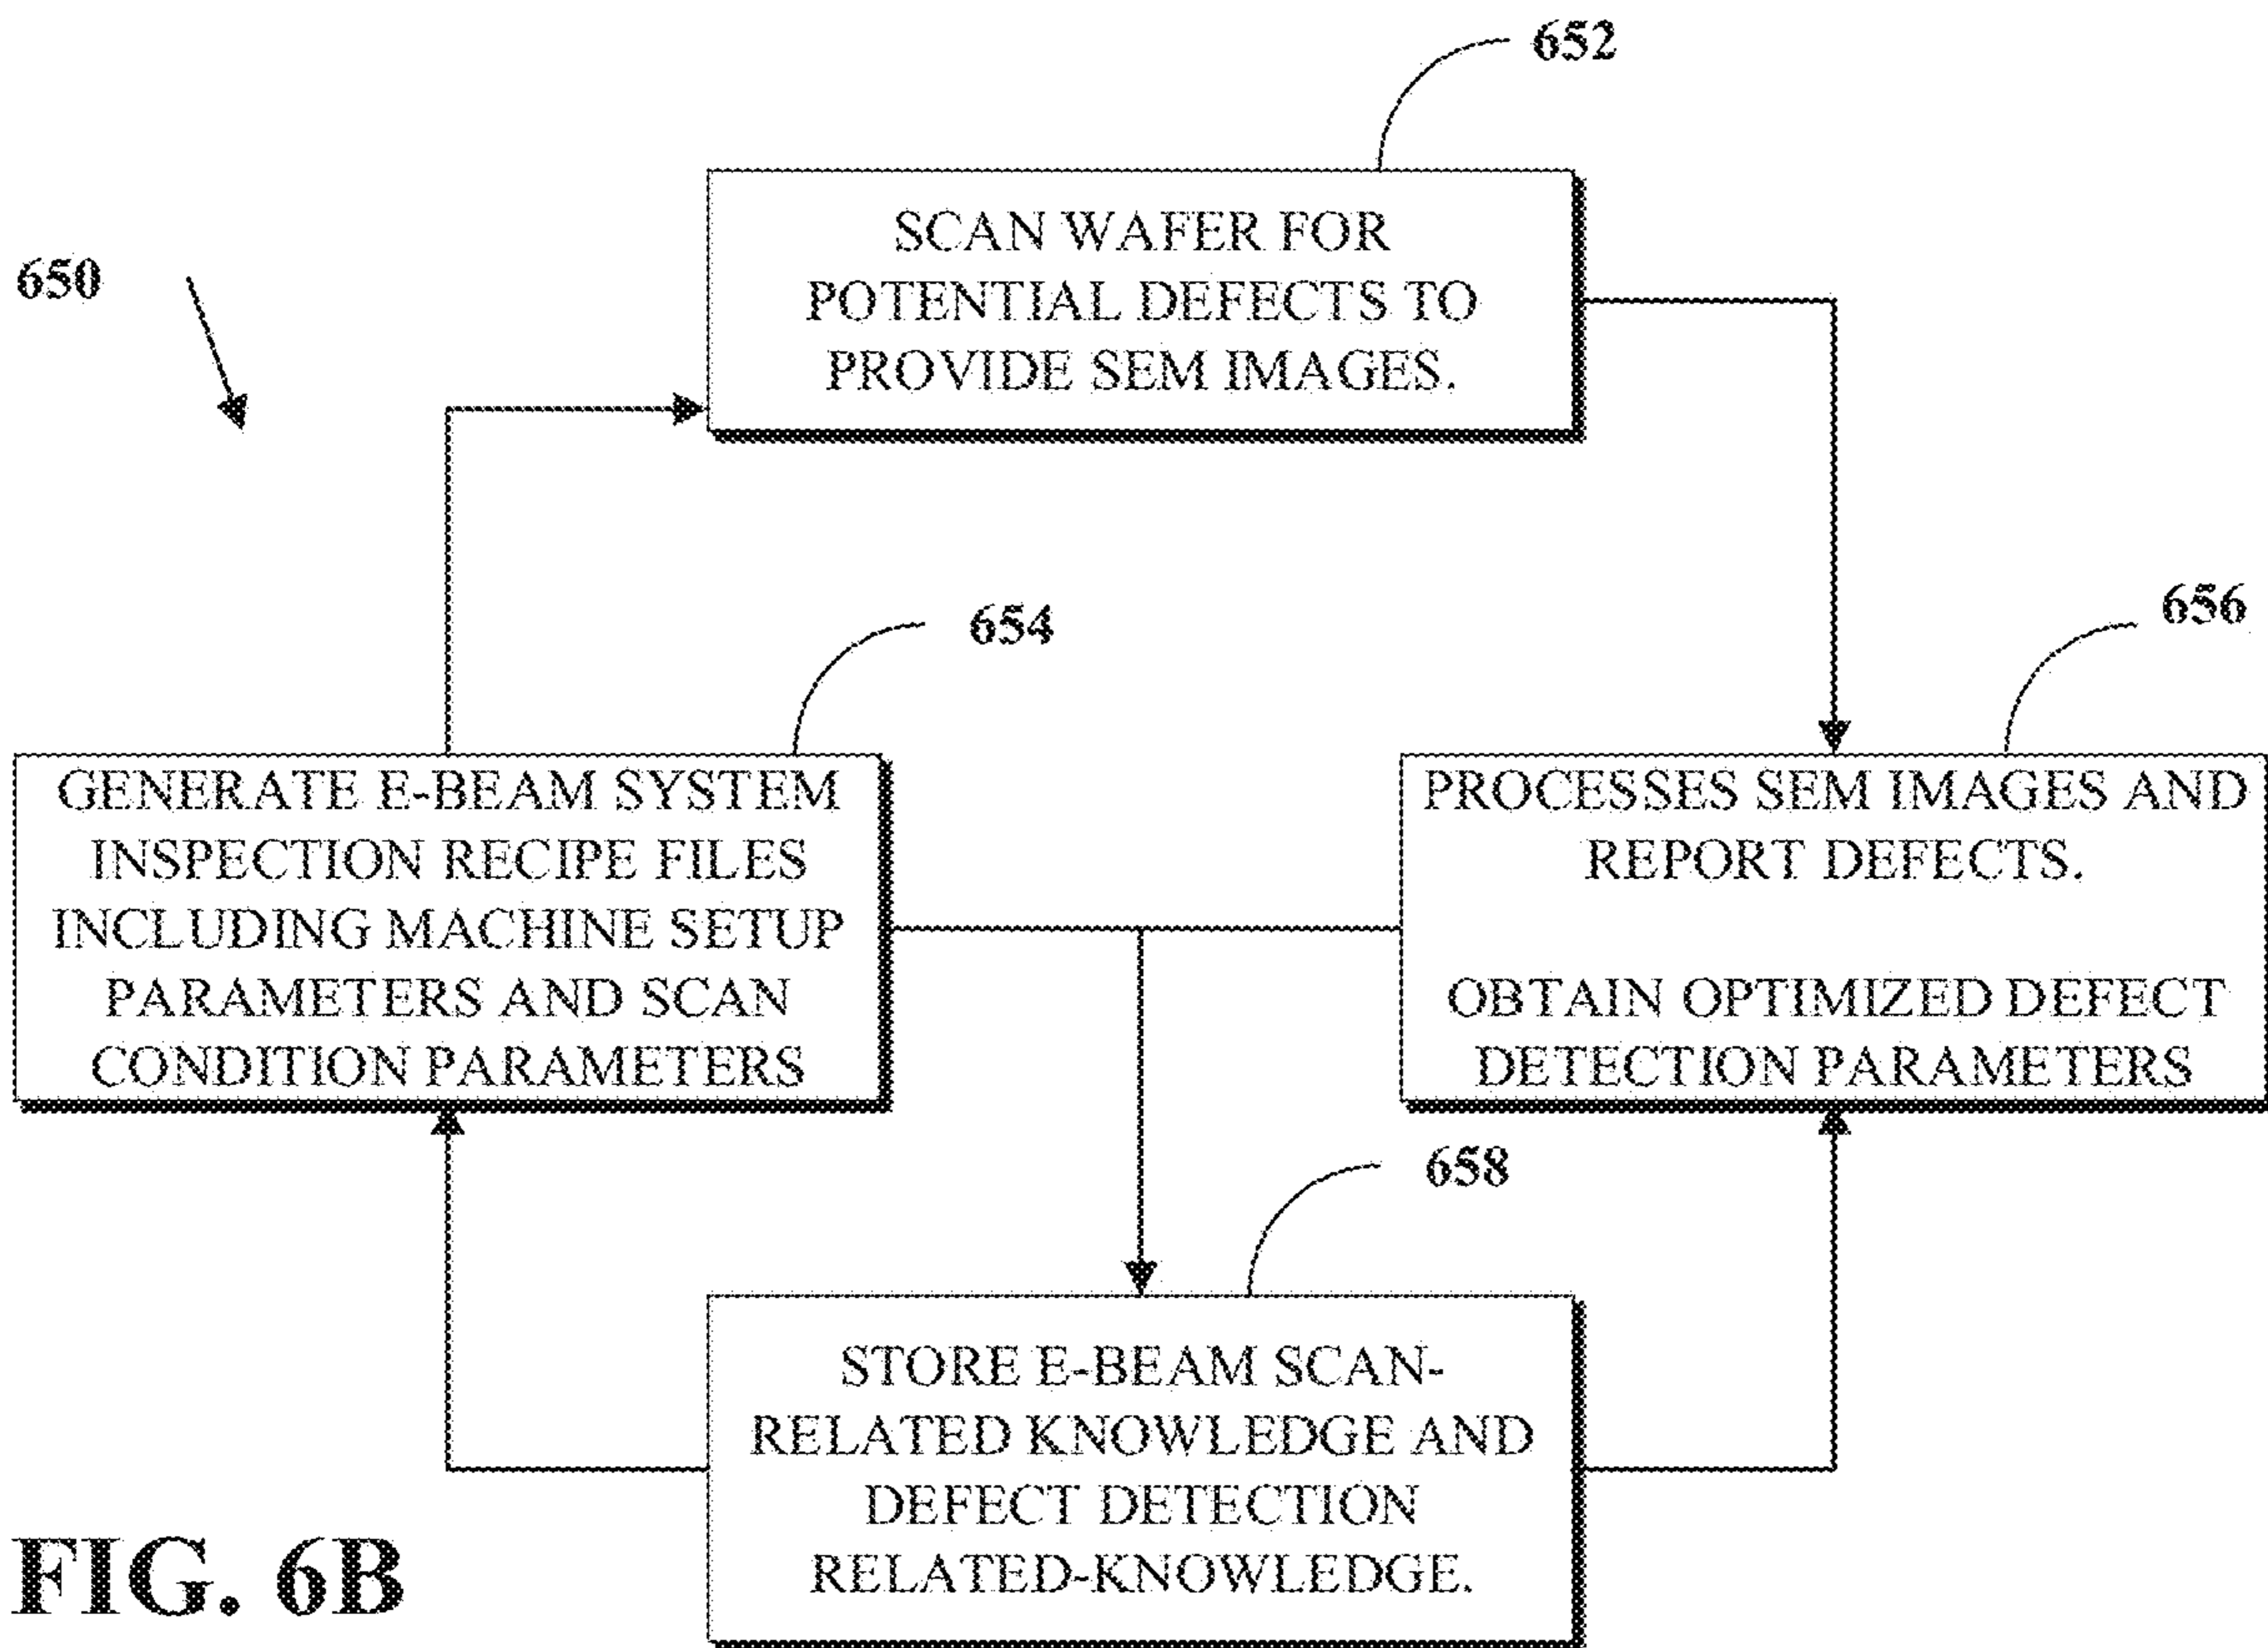 652
SCAN WAFER FOR
POTENTIAL DEFECTS TO
PROVIDE SEM IMAGES.
650
654
GENERATE E-BEAM SYSTEM
INSPECTION RECIPE FILES
INCLUDING MACHINE SETUP
PARAMETERS AND SCAN
CONDITION PARAMETERS
656
PROCESSES SEM IMAGES AND
REPORT DEFECTS.
OBTAIN OPTIMIZED DEFECT
DETECTION PARAMETERS
658
STORE E-BEAM SCAN-
RELATED KNOWLEDGE AND
DEFECT DETECTION
RELATED-KNOWLEDGE.
FIG. 6B